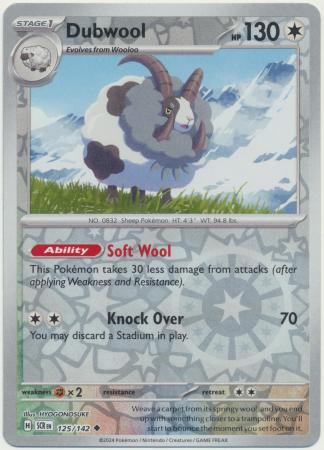 STAGE 1
Dubwool
HP 130
Evolves from Wooloo
NO. 0832 Sheep Pokémon HT: 4'3" WT: 94.8 lbs.
Ability Soft Wool
This Pokémon takes 30 less damage from attacks (after
applying Weakness and Resistance).
Knock Over 70
You may discard a Stadium in play.
weakness ×2 resistance retreat
Illus. HYOGONOSUKE
H SCR EN 125/142
Weave a carpet from its springy wool, and you end
up with something closer to a trampoline. You'll
start to bounce the moment you set foot on it.
©2024 Pokémon / Nintendo / Creatures / GAME FREAK